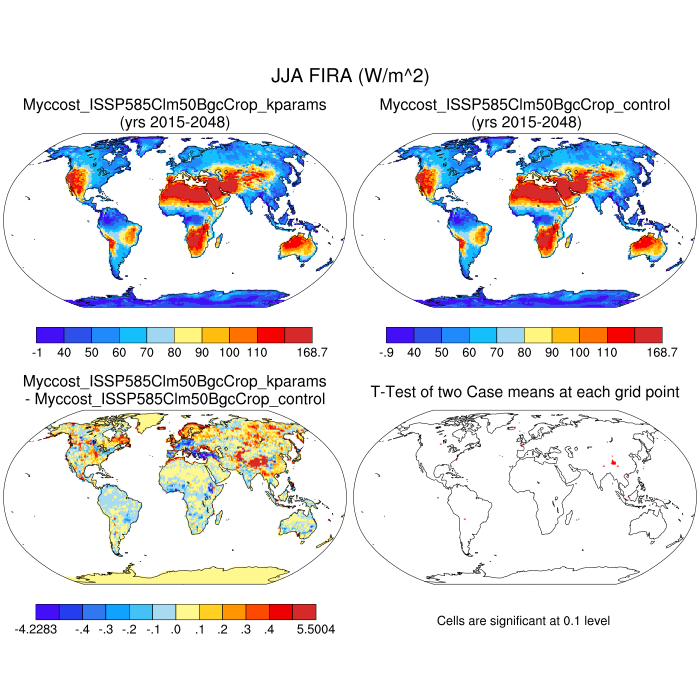 JJA FIRA (W/m^2)
Myccost_ISSP585Clm50BgcCrop_kparams
(yrs 2015-2048)
Myccost_ISSP585Clm50BgcCrop_control
(yrs 2015-2048)
-1 40 50 60 70 80 90 100 110 168.7
-.9 40 50 60 70 80 90 100 110 168.7
Myccost_ISSP585Clm50BgcCrop_kparams
- Myccost_ISSP585Clm50BgcCrop_control
T-Test of two Case means at each grid point
-4.2283 -.4 -.3 -.2 -.1 .0 .1 .2 .3 .4 5.5004
Cells are significant at 0.1 level